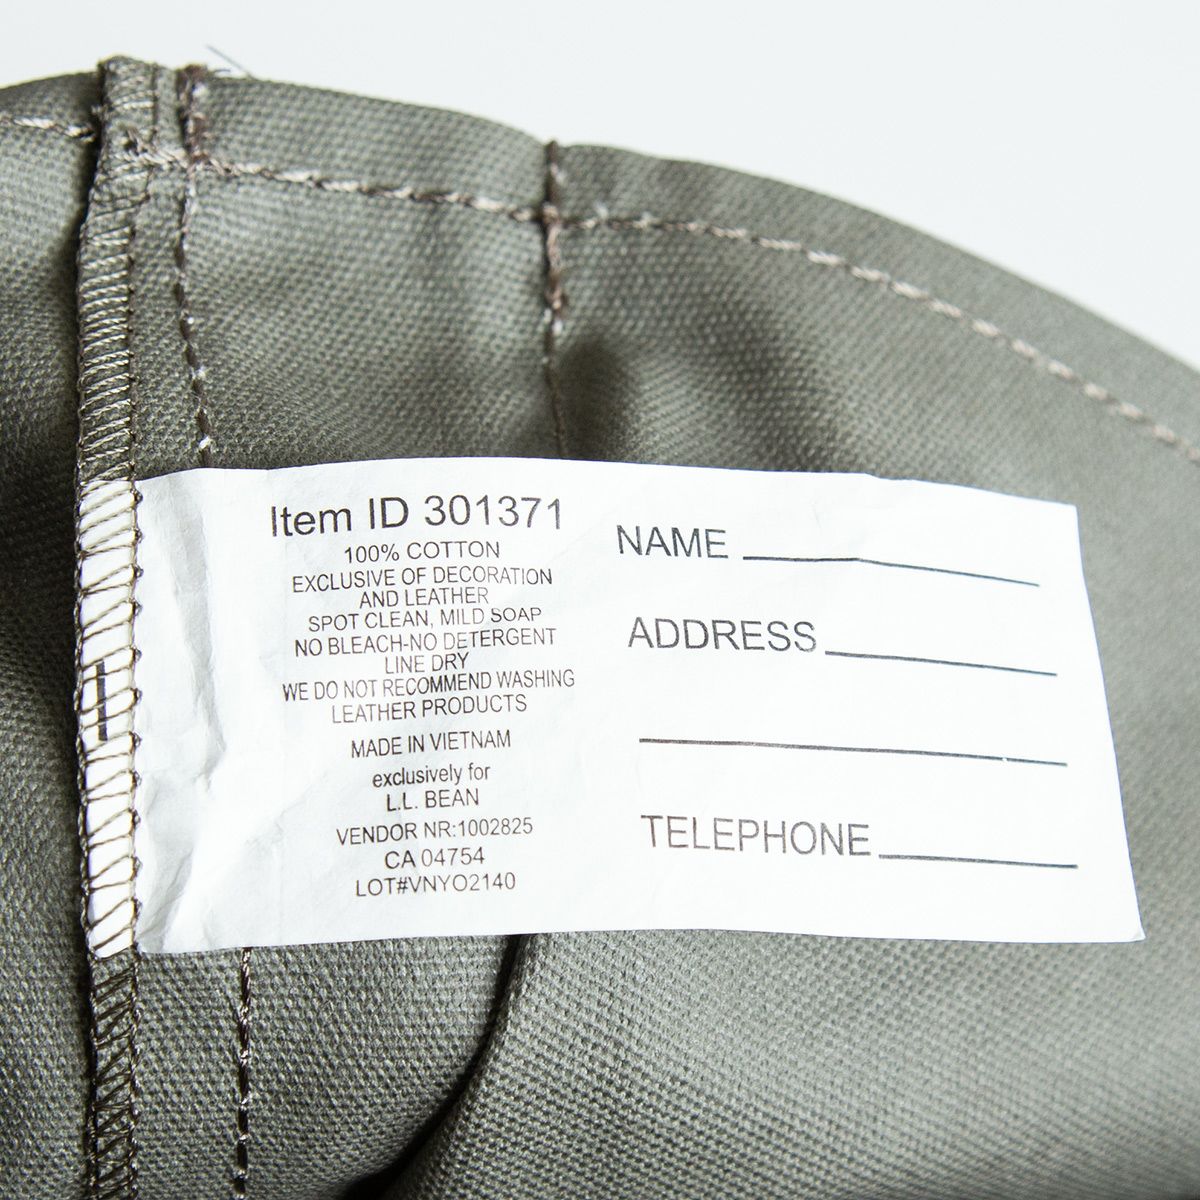 Item ID 301371
100% COTTON
EXCLUSIVE OF DECORATION
AND LEATHER
SPOT CLEAN, MILD SOAP
NO BLEACH-NO DETERGENT
LINE DRY
WE DO NOT RECOMMEND WASHING
LEATHER PRODUCTS
MADE IN VIETNAM
exclusively for
L.L. BEAN
VENDOR NR:1002825
CA 04754
LOT#VNYO2140
NAME
ADDRESS
TELEPHONE